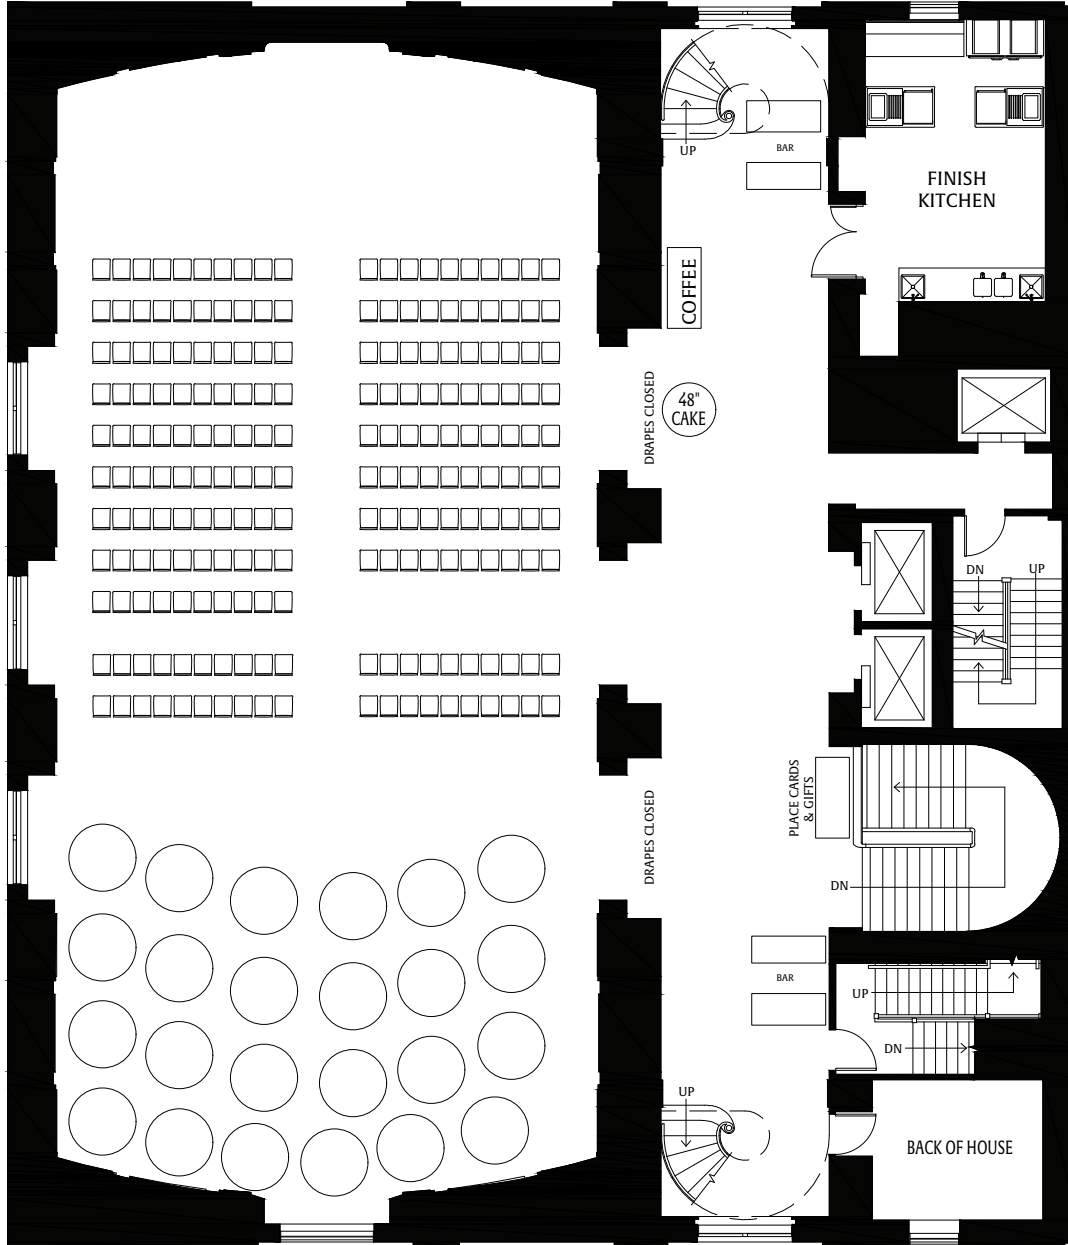 UP
BAR
FINISH
KITCHEN
COFFEE
DRAPES CLOSED
48"
CAKE
DN
UP
PLACE CARDS
& GIFTS
DRAPES CLOSED
DN
BAR
UP
DN
UP
BACK OF HOUSE